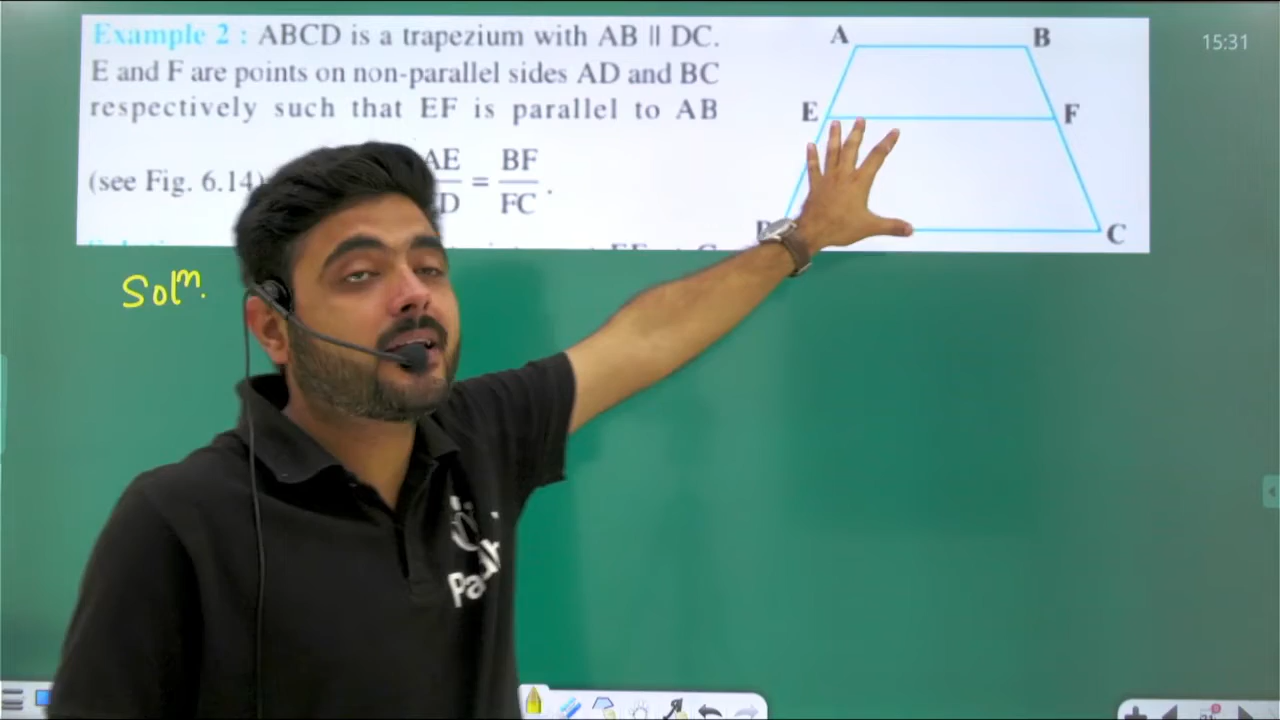 Example 2 : ABCD is a trapezium with AB || DC.
E and F are points on non-parallel sides AD and BC
respectively such that EF is parallel to AB
(see Fig. 6.14)
AE BF
D = FC .
A B
E F
C
15:31
Solⁿ.